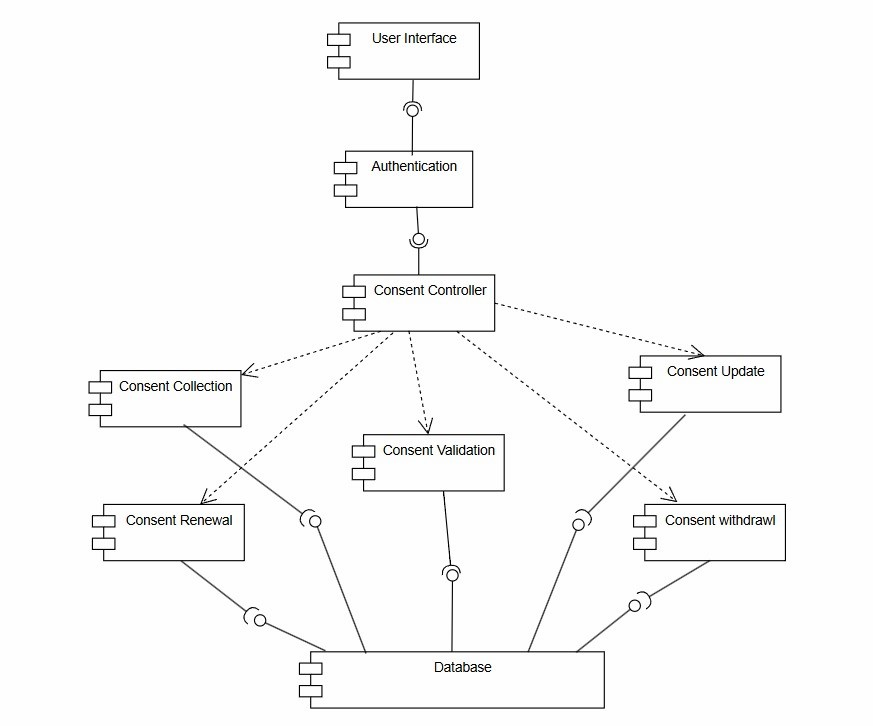 User Interface
Authentication
Consent Controller
Consent Collection
Consent Update
Consent Validation
Consent Renewal
Consent withdrawl
Database